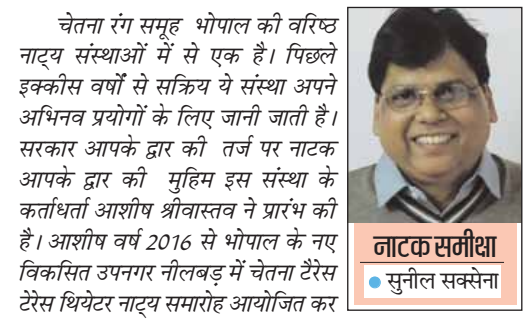 चेतना रंग समूह भोपाल की वरिष्ठ
नाट्य संस्थाओं में से एक है। पिछले
इक्कीस वर्षों से सक्रिय ये संस्था अपने
अभिनव प्रयोगों के लिए जानी जाती है।
सरकार आपके द्वार की तर्ज पर नाटक
आपके द्वार की मुहिम इस संस्था के
कर्ताधर्ता आशीष श्रीवास्तव ने प्रारंभ की
है। आशीष वर्ष 2016 से भोपाल के नए
विकसित उपनगर नीलबड़ में चेतना टैरेस
टेरेस थियेटर नाट्य समारोह आयोजित कर
नाटक समीक्षा
● सुनील सक्सेना